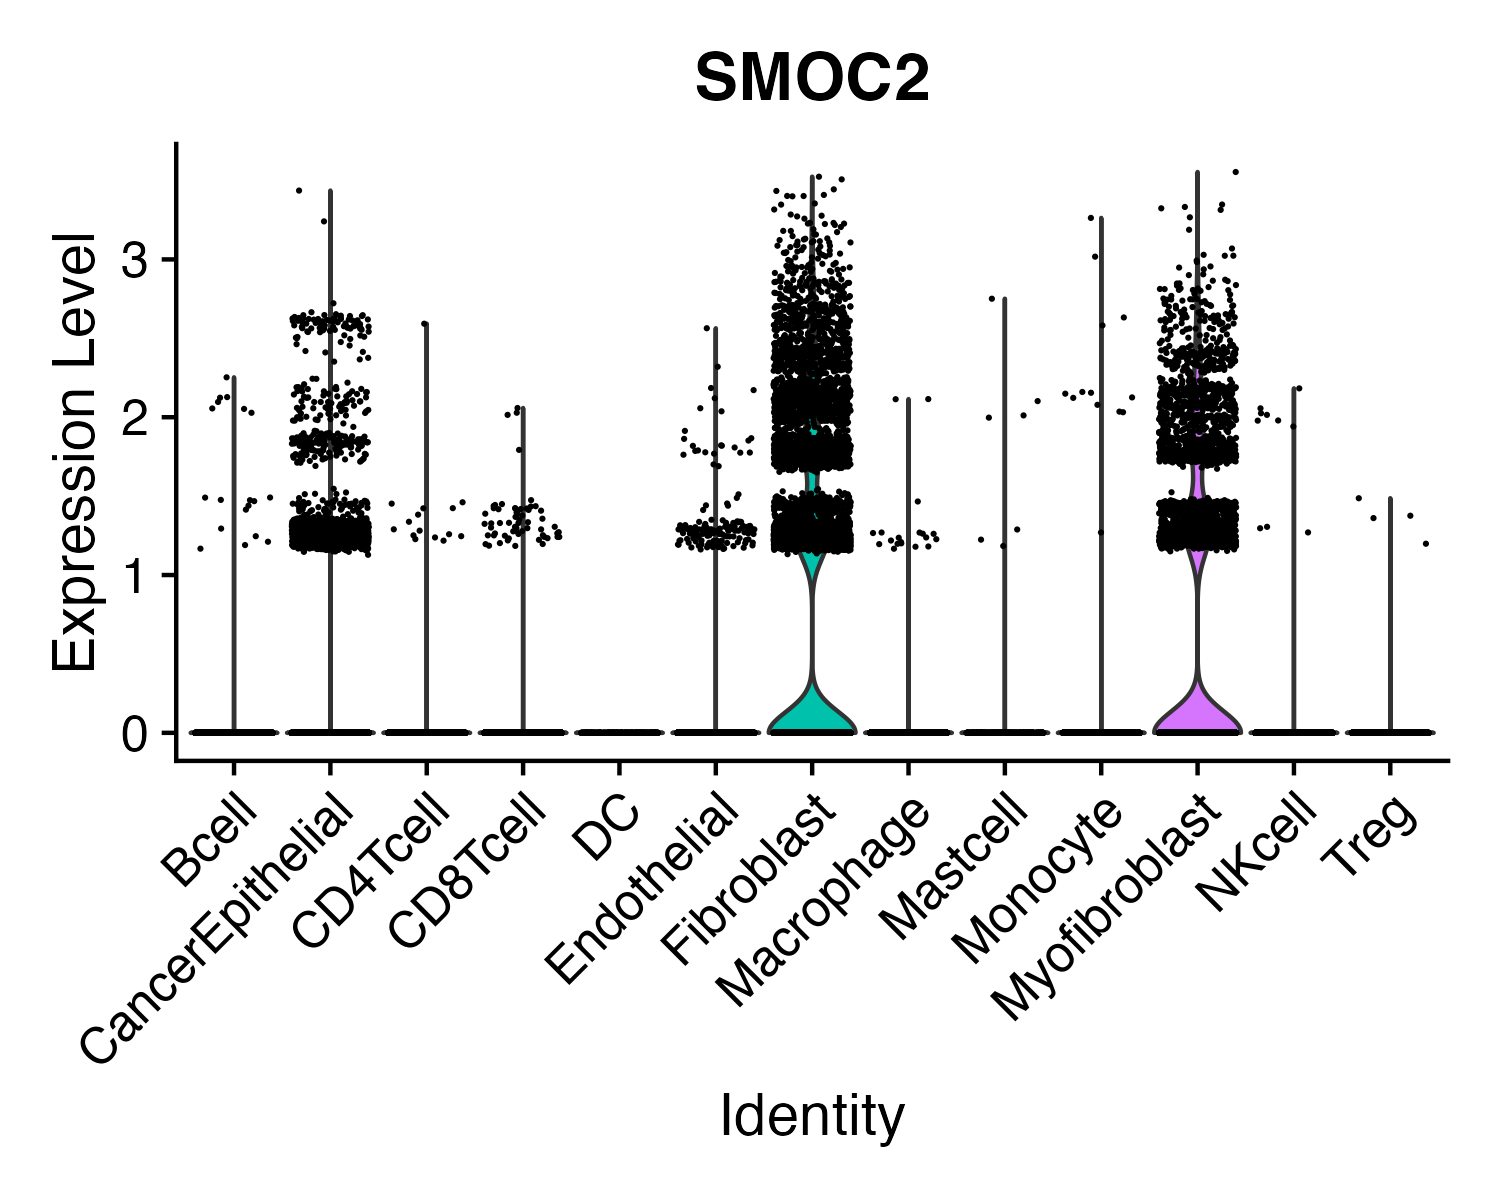 SMOC2
Expression Level
3
2
1
0
Bcell
CancerEpithelial
CD4Tcell
CD8Tcell
DC
Endothelial
Fibroblast
Macrophage
Mastcell
Monocyte
Myofibroblast
NKcell
Treg
Identity